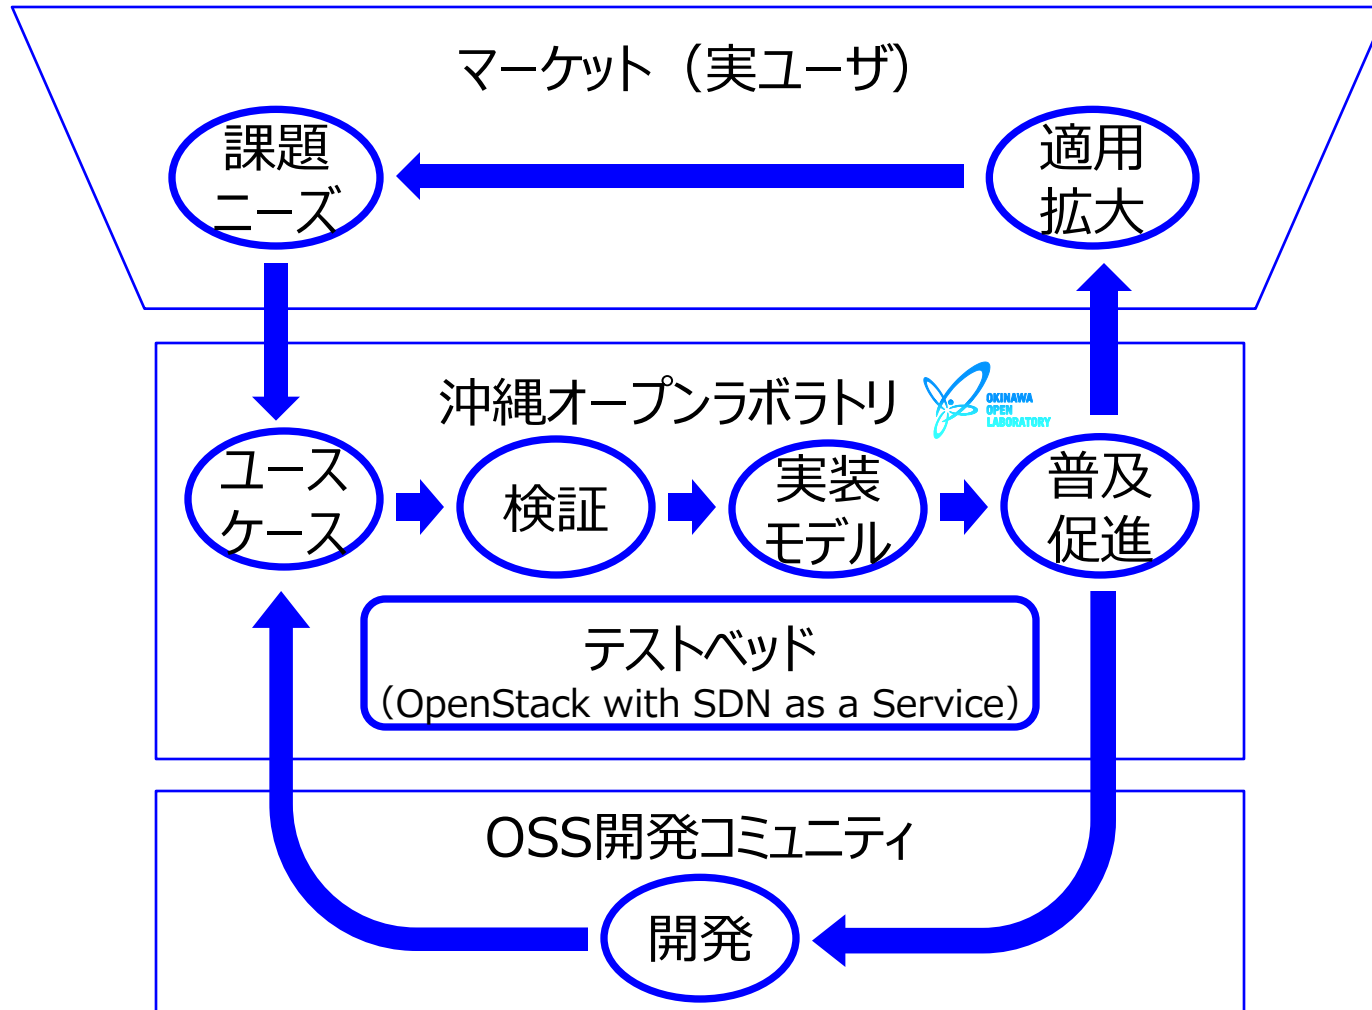 マーケット（実ユーザ）
課題
ニーズ
適用
拡大
沖縄オープンラボラトリ
OKINAWA
OPEN
LABORATORY
ユース
ケース
検証
実装
モデル
普及
促進
テストベッド
（OpenStack with SDN as a Service）
OSS開発コミュニティ
開発